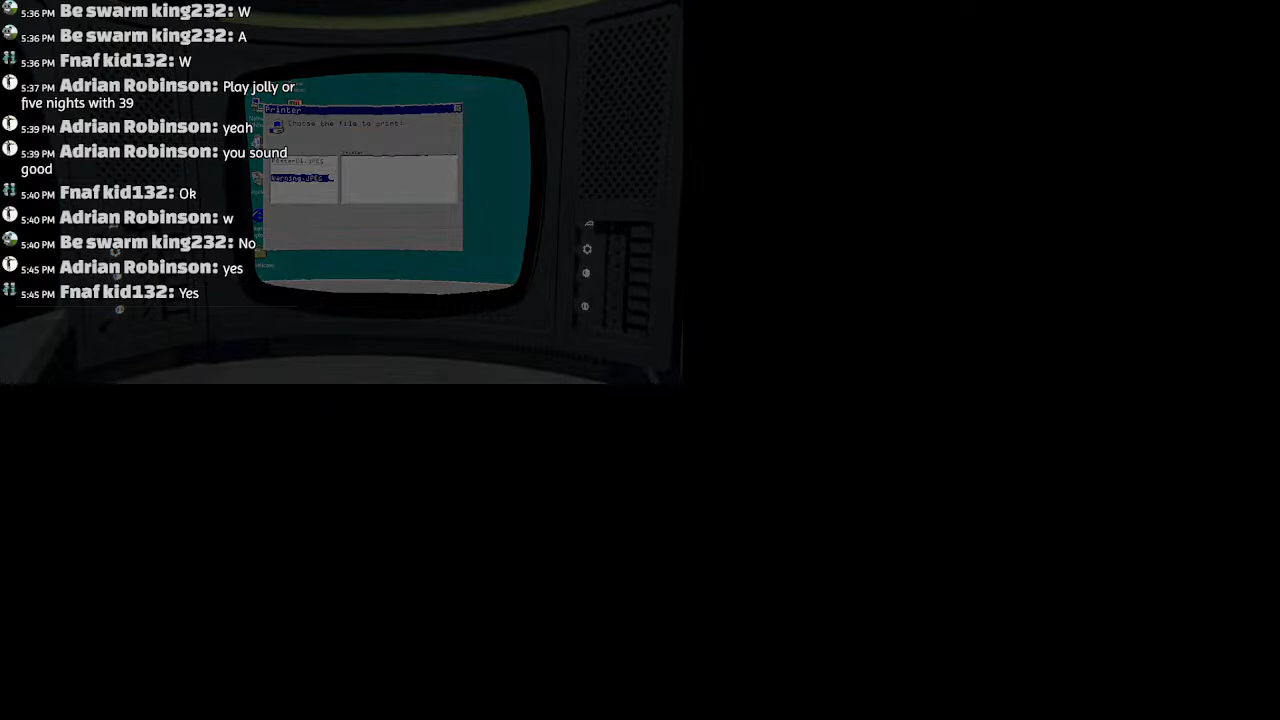 5:36 PM Be swarm king232: W
5:36 PM Be swarm king232: A
5:36 PM Fnaf kid132: W
5:37 PM Adrian Robinson: Play jolly or
five nights with 39
5:39 PM Adrian Robinson: yeah
5:39 PM Adrian Robinson: you sound
good
5:40 PM Fnaf kid132: Ok
5:40 PM Adrian Robinson: w
5:40 PM Be swarm king232: No
5:45 PM Adrian Robinson: yes
5:45 PM Fnaf kid132: Yes
Printer
Choose the file to print:
Poster01.JPEG
Warning.JPEG